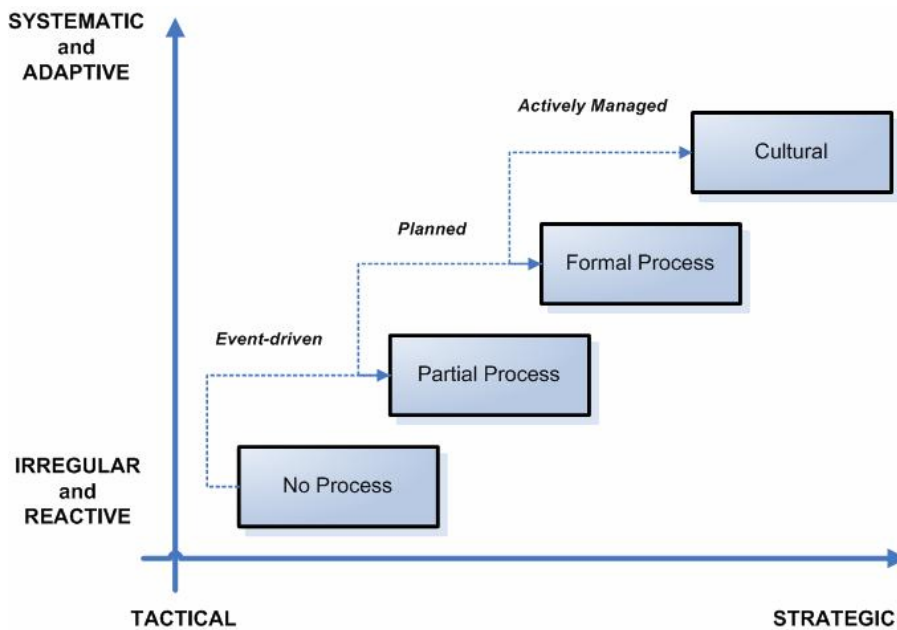 SYSTEMATIC
and
ADAPTIVE
Actively Managed
Cultural
Planned
Formal Process
Event-driven
Partial Process
IRREGULAR
and
REACTIVE
No Process
TACTICAL
STRATEGIC